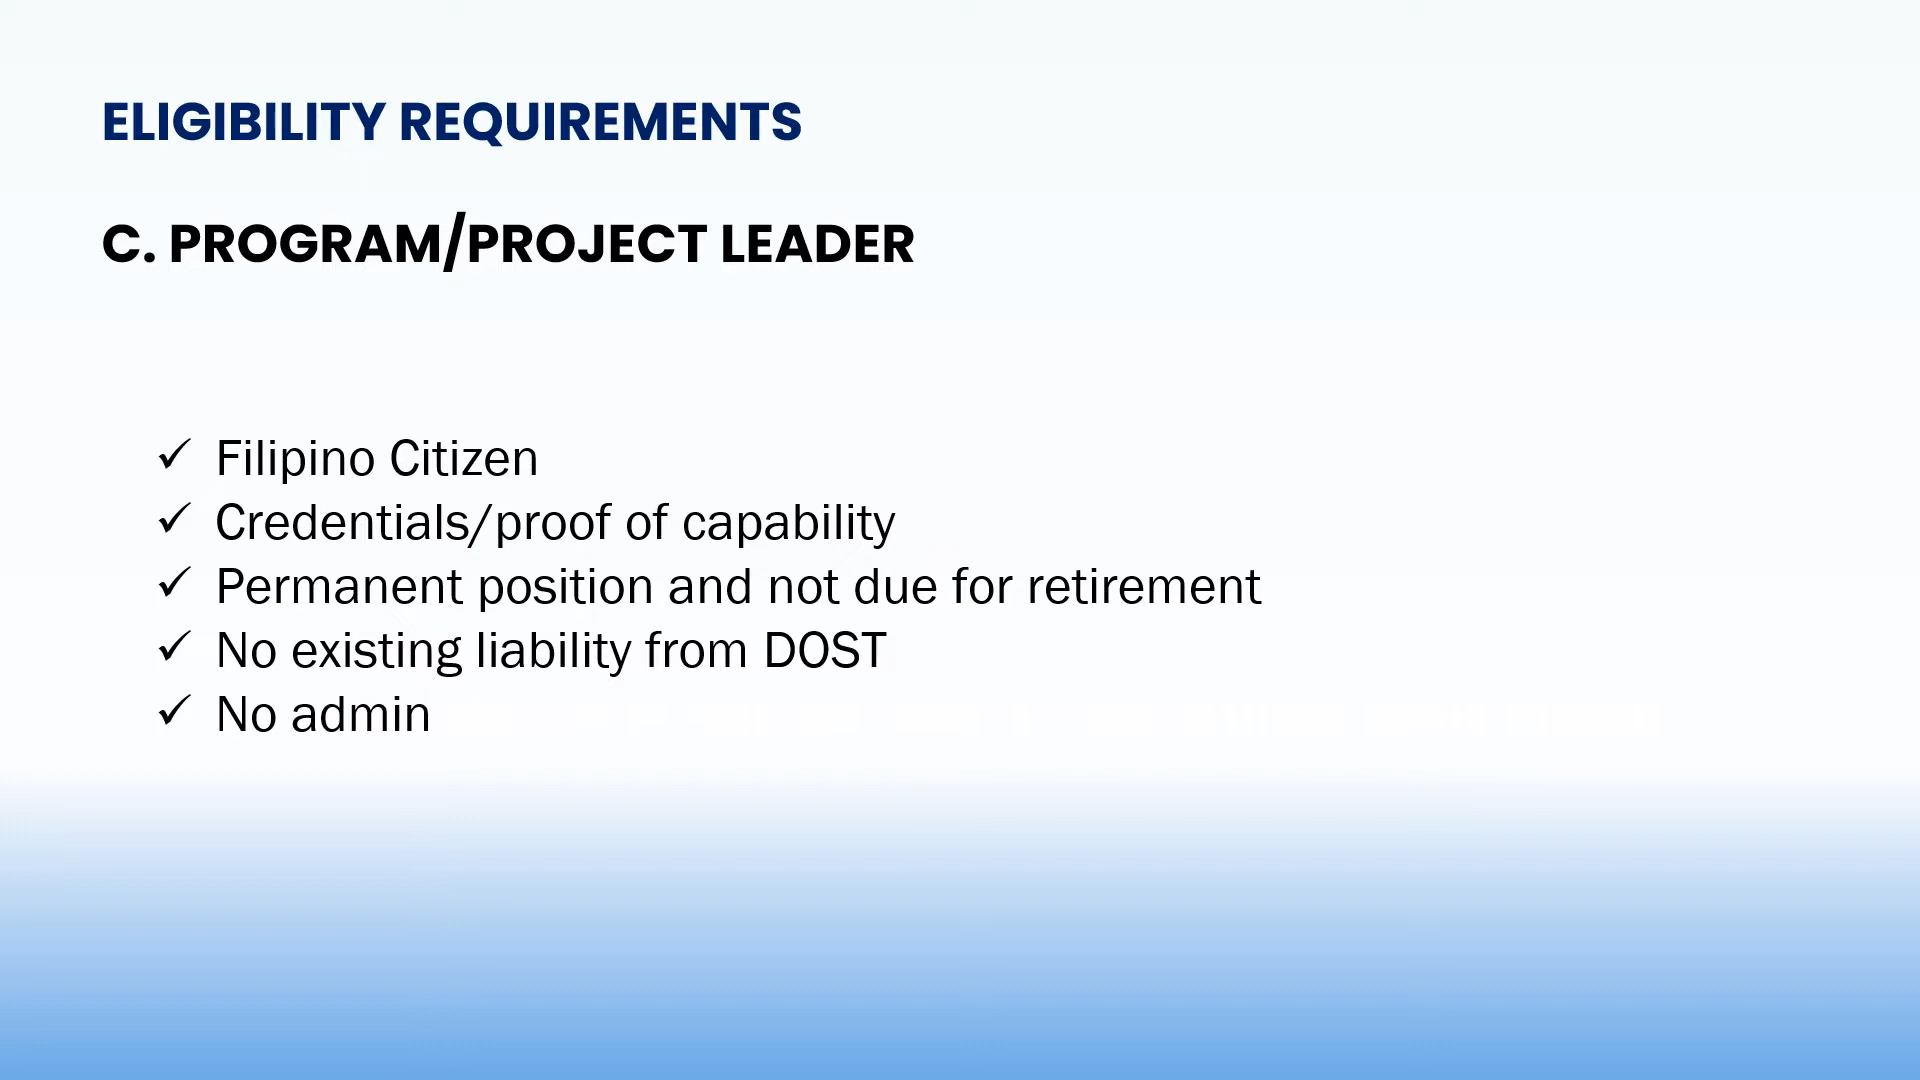 ELIGIBILITY REQUIREMENTS
C. PROGRAM/PROJECT LEADER
✓ Filipino Citizen
✓ Credentials/proof of capability
✓ Permanent position and not due for retirement
✓ No existing liability from DOST
✓ No admin